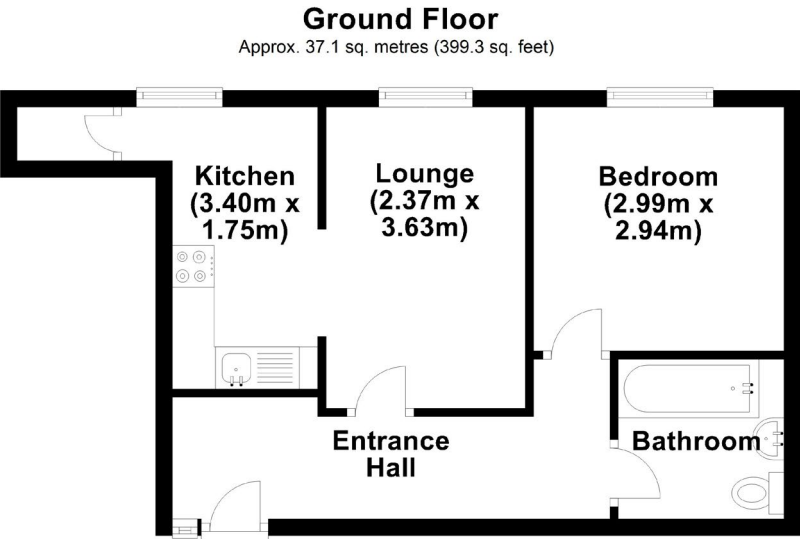 Ground Floor
Approx. 37.1 sq. metres (399.3 sq. feet)
Kitchen
(3.40m x
1.75m)
Lounge
(2.37m x
3.63m)
Bedroom
(2.99m x
2.94m)
Entrance
Hall
Bathroom